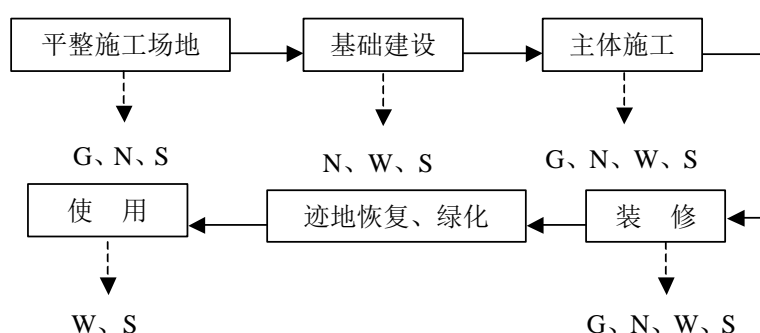 平整施工场地 基础建设 主体施工
G、N、S N、W、S G、N、W、S
使 用 迹地恢复、绿化 装 修
W、S G、N、W、S